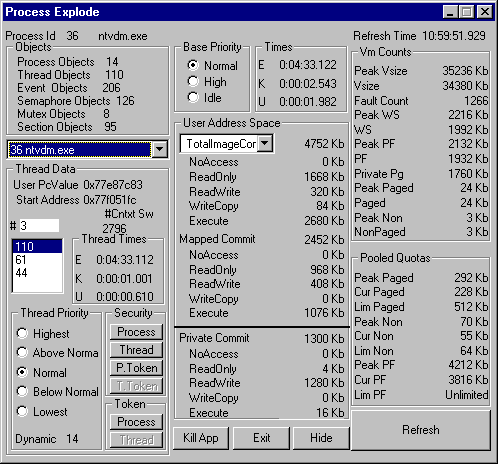 Process Explode
Process Id 36 ntvdm.exe
Refresh Time 10:59:51.929
Objects
Process Objects 14
Thread Objects 110
Event Objects 206
Semaphore Objects 126
Mutex Objects 8
Section Objects 95
36 ntvdm.exe
Thread Data
User PcValue 0x77e87c83
Start Address 0x77f051fc
#Cntxt Sw
# 3
2796
110
61
44
Thread Times
E 0:04:33.112
K 0:00:01.001
U 0:00:00.610
Thread Priority
Highest
Above Norma
Normal
Below Normal
Lowest
Dynamic 14
Security
Process
Thread
P.Token
T.Token
Token
Process
Thread
Base Priority
Normal
High
Idle
Times
E 0:04:33.122
K 0:00:02.543
U 0:00:01.982
User Address Space
TotalImageCor 4752 Kb
NoAccess 0 Kb
ReadOnly 1668 Kb
ReadWrite 320 Kb
WriteCopy 84 Kb
Execute 2680 Kb
Mapped Commit 2452 Kb
NoAccess 0 Kb
ReadOnly 968 Kb
ReadWrite 408 Kb
WriteCopy 0 Kb
Execute 1076 Kb
Private Commit 1300 Kb
NoAccess 0 Kb
ReadOnly 4 Kb
ReadWrite 1280 Kb
WriteCopy 0 Kb
Execute 16 Kb
Kill App
Exit
Hide
Vm Counts
Peak Vsize 35236 Kb
Vsize 34380 Kb
Fault Count 1266
Peak WS 2216 Kb
WS 1992 Kb
Peak PF 2132 Kb
PF 1932 Kb
Private Pg 1760 Kb
Peak Paged 24 Kb
Paged 24 Kb
Peak Non 3 Kb
NonPaged 3 Kb
Pooled Quotas
Peak Paged 292 Kb
Cur Paged 228 Kb
Lim Paged 512 Kb
Peak Non 70 Kb
Cur Non 55 Kb
Lim Non 64 Kb
Peak PF 4212 Kb
Cur PF 3816 Kb
Lim PF Unlimited
Refresh